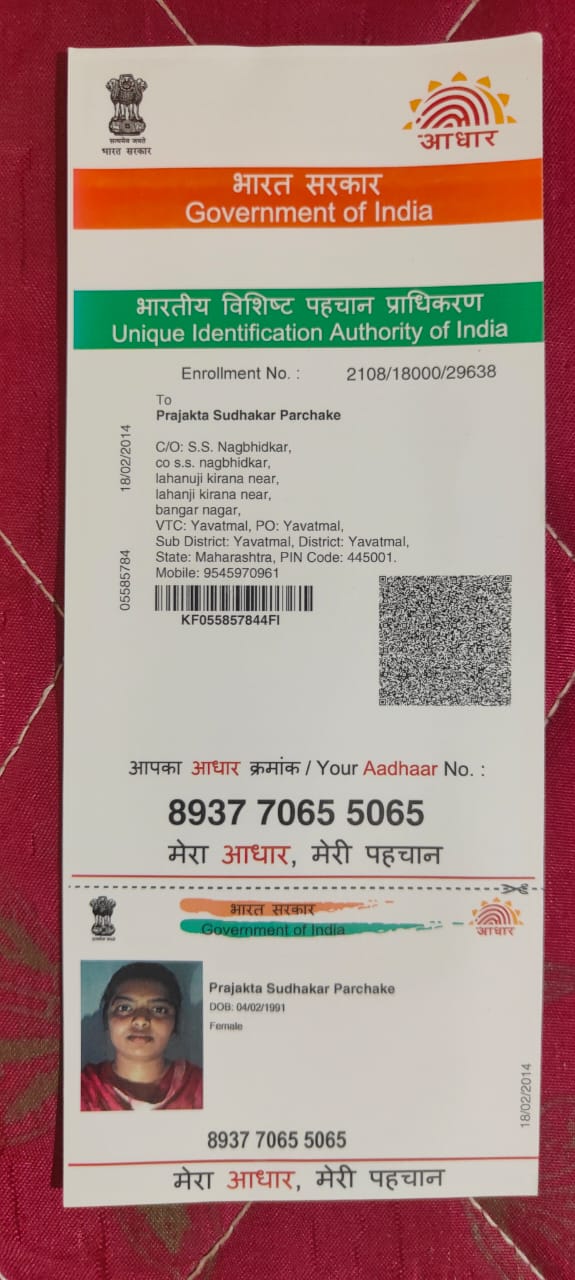 सत्यमेव जयते
भारत सरकार
आधार
भारत सरकार
Government of India
भारतीय विशिष्ट पहचान प्राधिकरण
Unique Identification Authority of India
Enrollment No. : 2108/18000/29638
To
Prajakta Sudhakar Parchake
C/O: S.S. Nagbhidkar,
co s.s. nagbhidkar,
lahanuji kirana near,
lahanji kirana near,
bangar nagar,
VTC: Yavatmal, PO: Yavatmal,
Sub District: Yavatmal, District: Yavatmal,
State: Maharashtra, PIN Code: 445001.
Mobile: 9545970961
18/02/2014
05585784
KF055857844FI
आपका आधार क्रमांक / Your Aadhaar No. :
8937 7065 5065
मेरा आधार, मेरी पहचान
भारत सरकार
Government of India
आधार
Prajakta Sudhakar Parchake
DOB: 04/02/1991
Female
18/02/2014
8937 7065 5065
मेरा आधार, मेरी पहचान